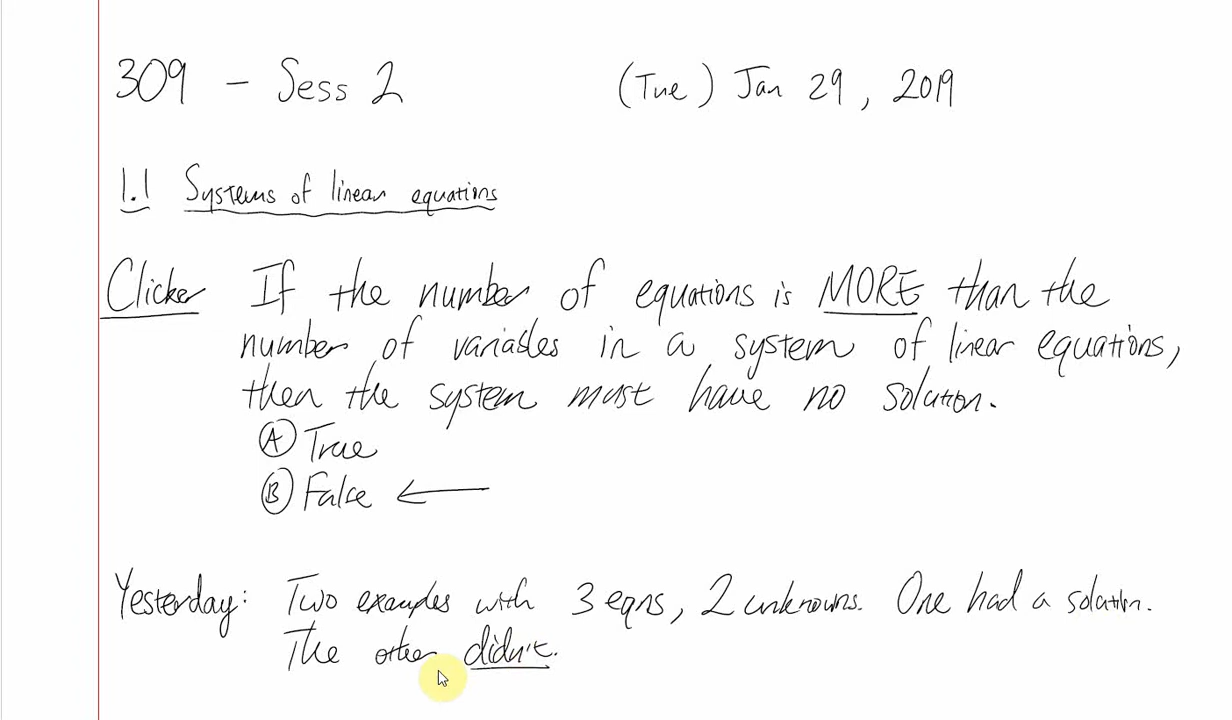 309 - Sess 2 (Tue) Jan 29, 2019
1.1 Systems of linear equations
Clicker If the number of equations is MORE than the
number of variables in a system of linear equations,
then the system must have no solution.
(A) True
(B) False ←
Yesterday: Two examples with 3 eqns, 2 unknowns. One had a solution.
The other didn't.